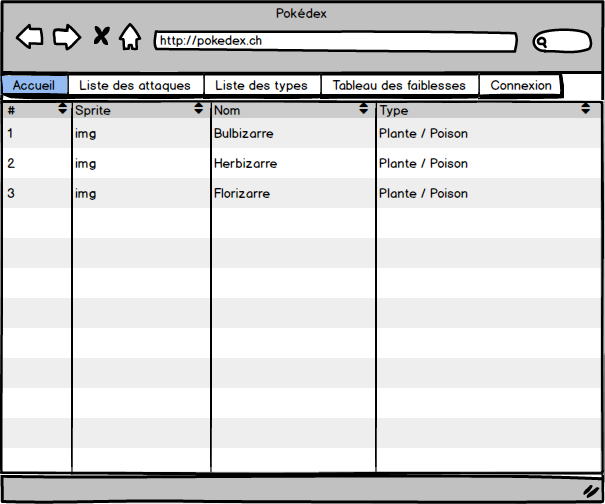 Pokédex
http://pokedex.ch
Accueil Liste des attaques Liste des types Tableau des faiblesses Connexion
# Sprite Nom Type
1 img Bulbizarre Plante / Poison
2 img Herbizarre Plante / Poison
3 img Florizarre Plante / Poison